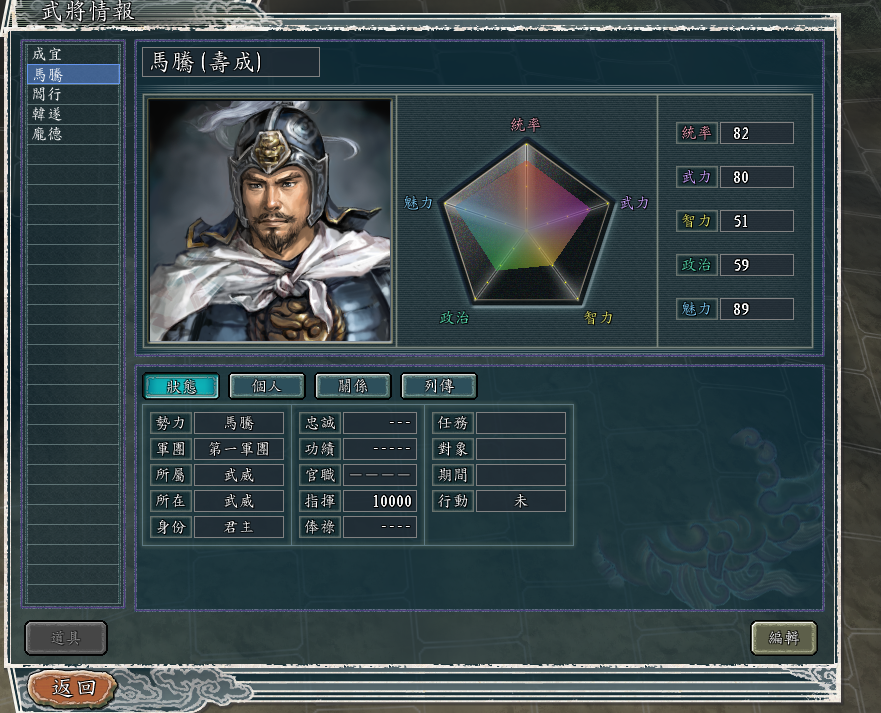 武將情報
成宜
馬騰
閻行
韓遂
龐德
馬騰(壽成)
統率
武力
智力
政治
魅力
統率 82
武力 80
智力 51
政治 59
魅力 89
狀態 個人 關係 列傳
勢力 馬騰 忠誠 --- 任務
軍團 第一軍團 功績 ----- 對象
所屬 武威 官職 ———— 期間
所在 武威 指揮 10000 行動 未
身份 君主 俸祿 ----
道具 編輯
返回